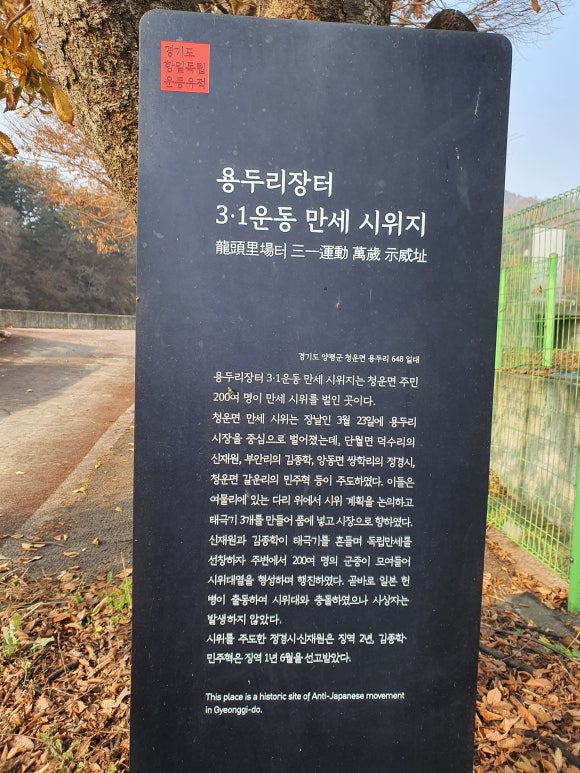 경기도
항일독립
운동유적
용두리장터
3·1운동 만세 시위지
龍頭里場터 三一運動 萬歲 示威址
경기도 양평군 청운면 용두리 648 일대
용두리장터 3·1운동 만세 시위지는 청운면 주민
200여 명이 만세 시위를 벌인 곳이다.
청운면 만세 시위는 장날인 3월 23일에 용두리
시장을 중심으로 벌어졌는데, 단월면 덕수리의
신재원, 부안리의 김종학, 양동면 쌍학리의 정경시,
청운면 갈운리의 민주혁 등이 주도하였다. 이들은
여물리에 있는 다리 위에서 시위 계획을 논의하고
태극기 3개를 만들어 품에 넣고 시장으로 향하였다.
신재원과 김종학이 태극기를 흔들며 독립만세를
선창하자 주변에서 200여 명의 군중이 모여들어
시위대열을 형성하며 행진하였다. 곧바로 일본 헌
병이 출동하여 시위대와 충돌하였으나 사상자는
발생하지 않았다.
시위를 주도한 정경시·신재원은 징역 2년, 김종학·
민주혁은 징역 1년 6월을 선고받았다.
This place is a historic site of Anti-Japanese movement
in Gyeonggi-do.